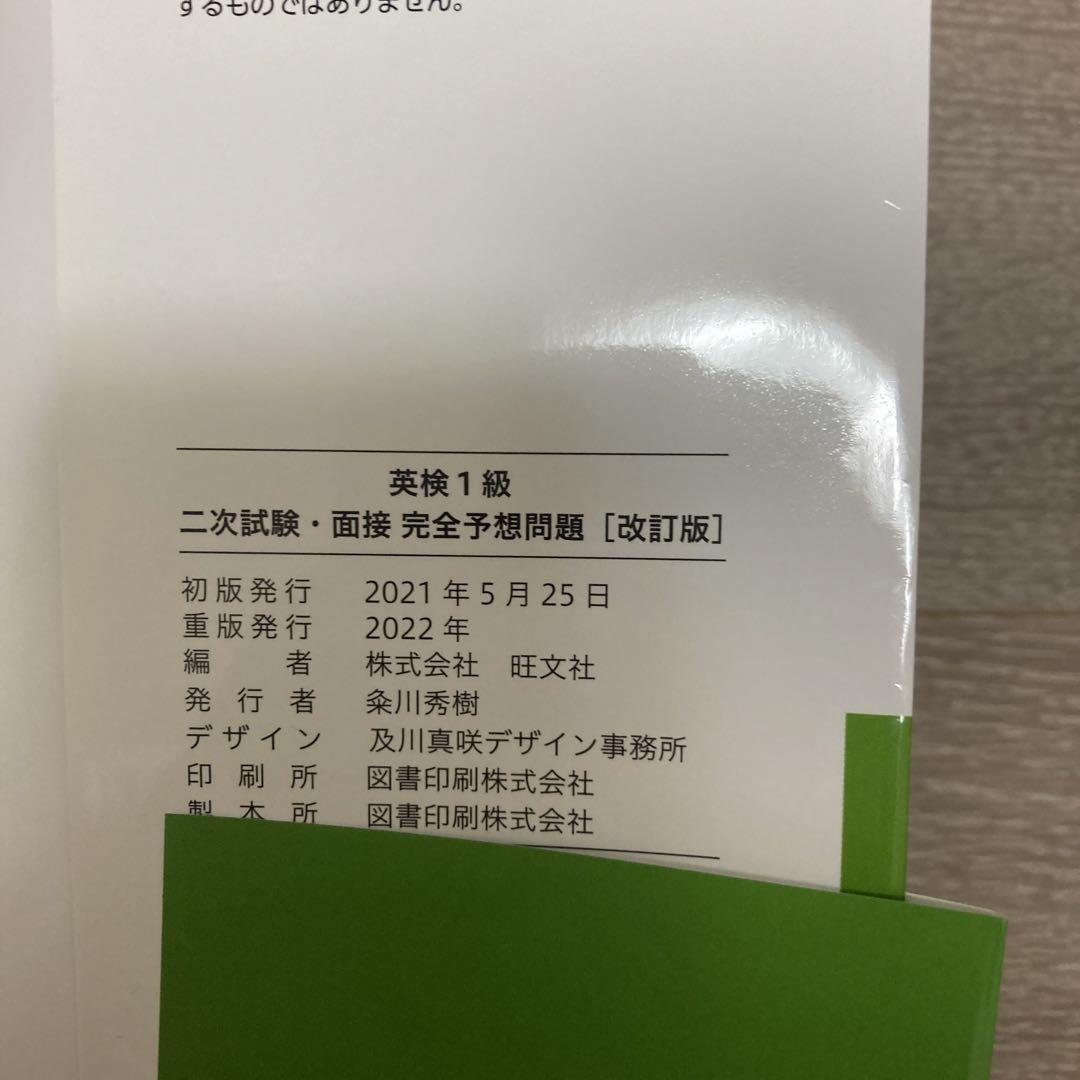 するものではありません。
英検1級
二次試験・面接 完全予想問題［改訂版］
初版発行 2021年5月25日
重版発行 2022年
編者 株式会社 旺文社
発行者 粂川秀樹
デザイン 及川真咲デザイン事務所
印刷所 図書印刷株式会社
製本所 図書印刷株式会社